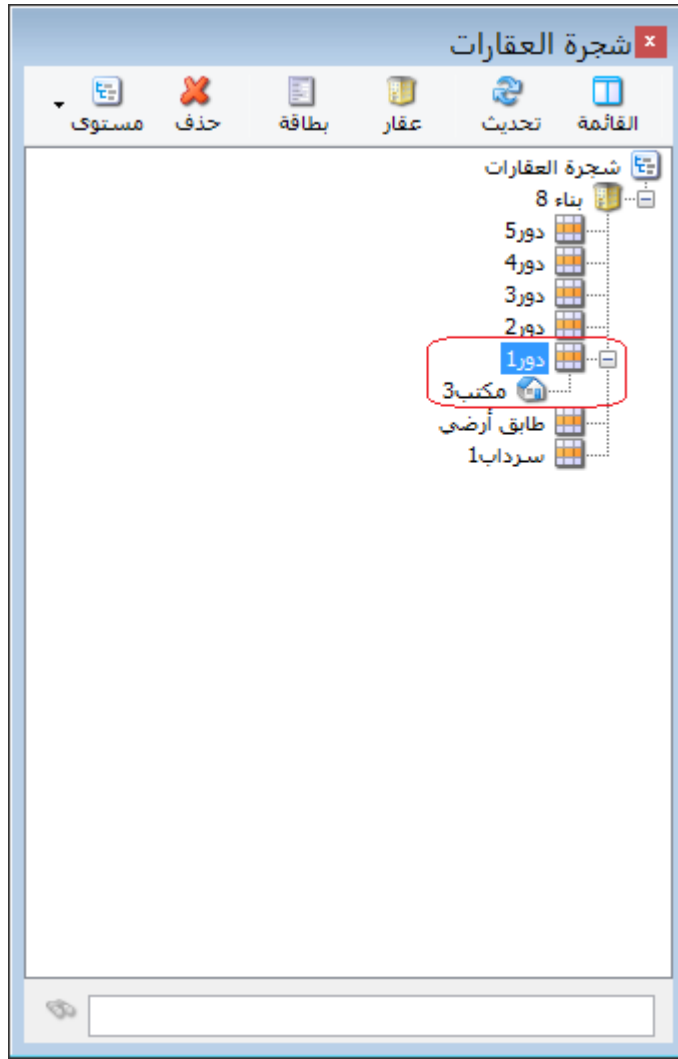 شجرة العقارات
القائمة تحديث عقار بطاقة حذف مستوى
شجرة العقارات
بناء 8
دور5
دور4
دور3
دور2
دور1
مكتب3
طابق أرضي
سرداب1